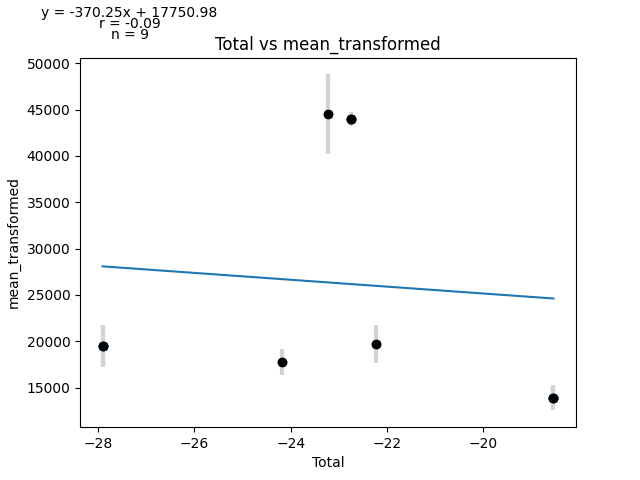 y = -370.25x + 17750.98
r = -0.09
n = 9
Total vs mean_transformed
50000
45000
40000
35000
30000
25000
20000
15000
mean_transformed
−28
−26
−24
−22
−20
Total